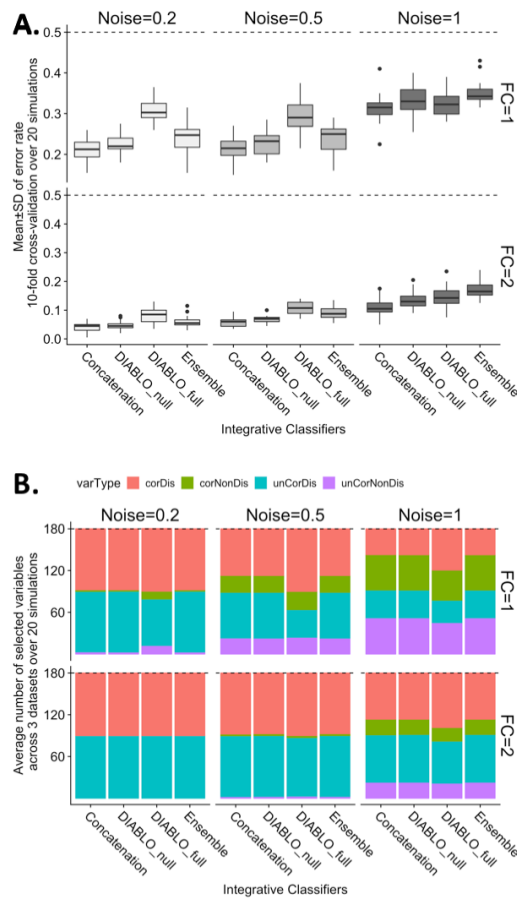 A.
Noise=0.2 Noise=0.5 Noise=1
Mean±SD of error rate
10-fold cross-validation over 20 simulations
0.5
0.4
0.3
0.2
FC=1
0.5
0.4
0.3
0.2
0.1
0.0
FC=2
Concatenation DIABLO_null DIABLO_full Ensemble Concatenation DIABLO_null DIABLO_full Ensemble Concatenation DIABLO_null DIABLO_full Ensemble
Integrative Classifiers
B.
varType corDis corNonDis unCorDis unCorNonDis
Noise=0.2 Noise=0.5 Noise=1
Average number of selected variables
across 3 datasets over 20 simulations
180
120
60
FC=1
180
120
60
FC=2
Concatenation DIABLO_null DIABLO_full Ensemble Concatenation DIABLO_null DIABLO_full Ensemble Concatenation DIABLO_null DIABLO_full Ensemble
Integrative Classifiers